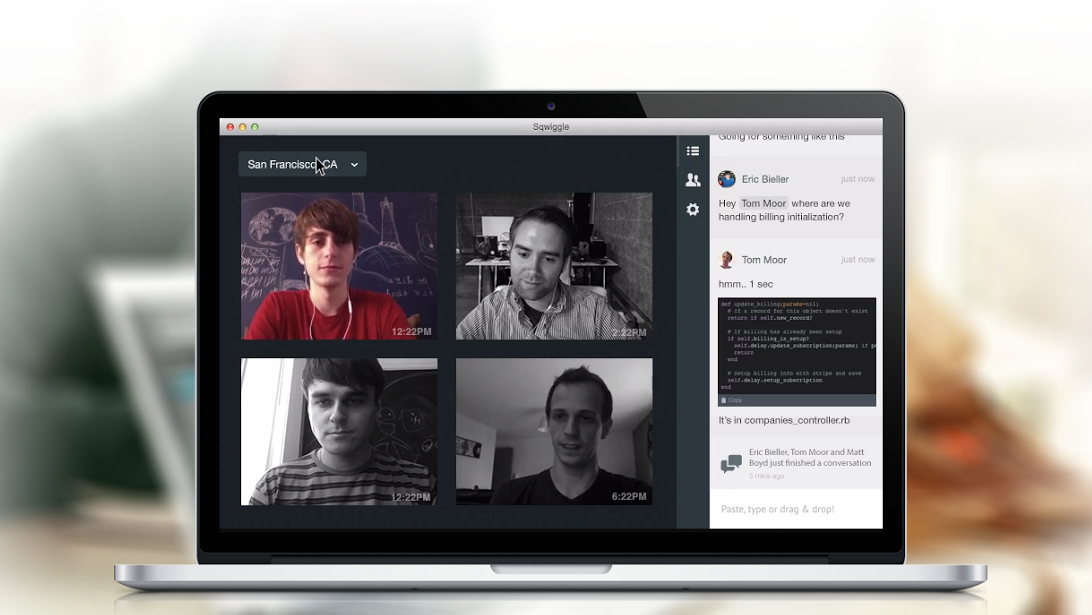 Sqwiggle
San Francisco, CA
12:22PM
2:22PM
12:22PM
6:22PM
Going for something like this
Eric Bieller just now
Hey Tom Moor where are we
handling billing initialization?
Tom Moor just now
hmm.. 1 sec
def update_billing(params=nil)
# if a record for this object doesn't exist
return if self.new_record?
# if billing has already been setup
if self.billing_is_setup?
self.delay.update_subscription(params) if
return
end
# Setup billing info with stripe and save
self.delay.setup_subscription
end
Copy
It's in companies_controller.rb
Eric Bieller, Tom Moor and Matt
Boyd just finished a conversation
5 mins ago
Paste, type or drag & drop!